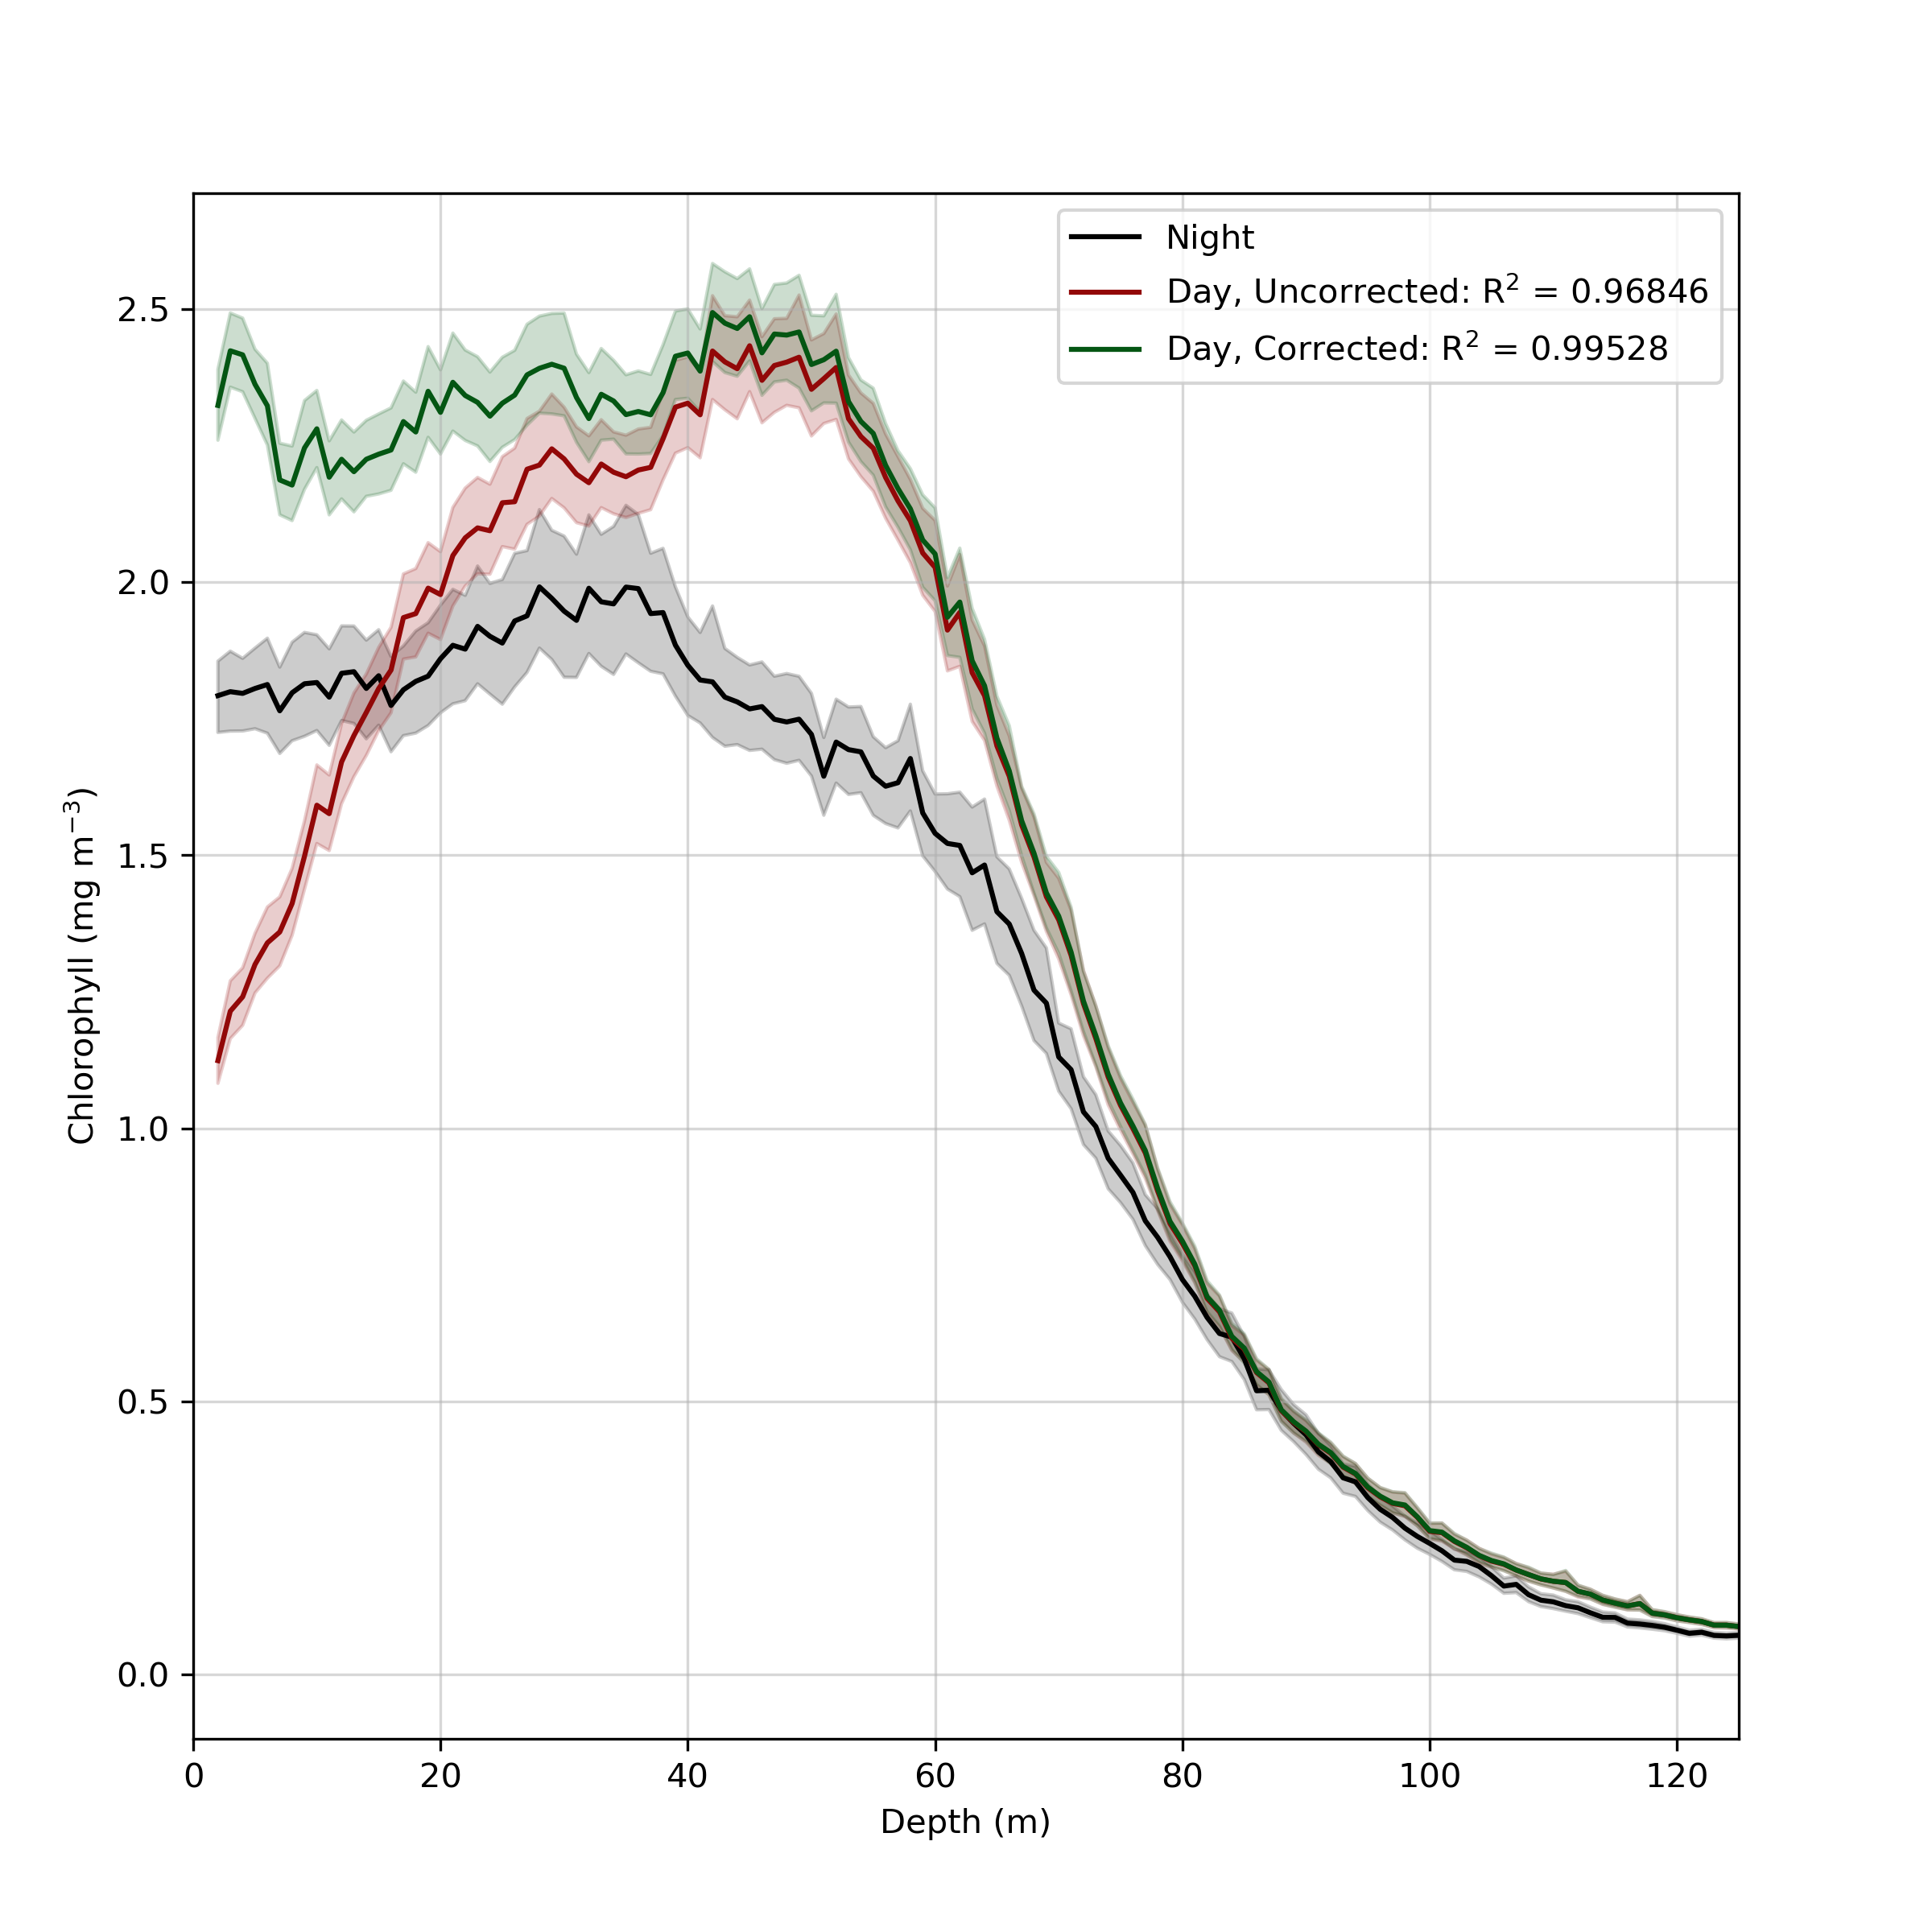 Night
Day, Uncorrected: R² = 0.96846
Day, Corrected: R² = 0.99528
2.5
2.0
1.5
1.0
0.5
0.0
Chlorophyll (mg m⁻³)
0 20 40 60 80 100 120
Depth (m)